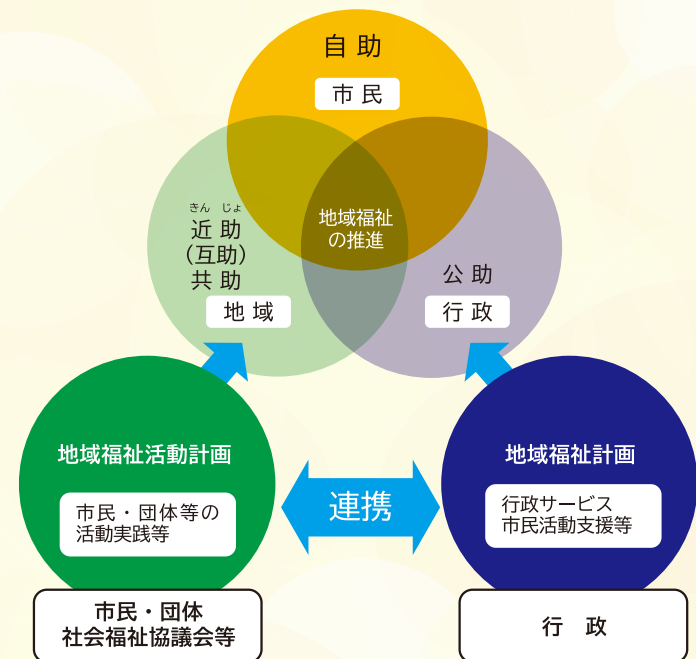 自助
市民
きん じょ
近助
(互助)
共助
地域
地域福祉
の推進
公助
行政
地域福祉活動計画
市民・団体等の
活動実践等
連携
地域福祉計画
行政サービス
市民活動支援等
市民・団体
社会福祉協議会等
行 政